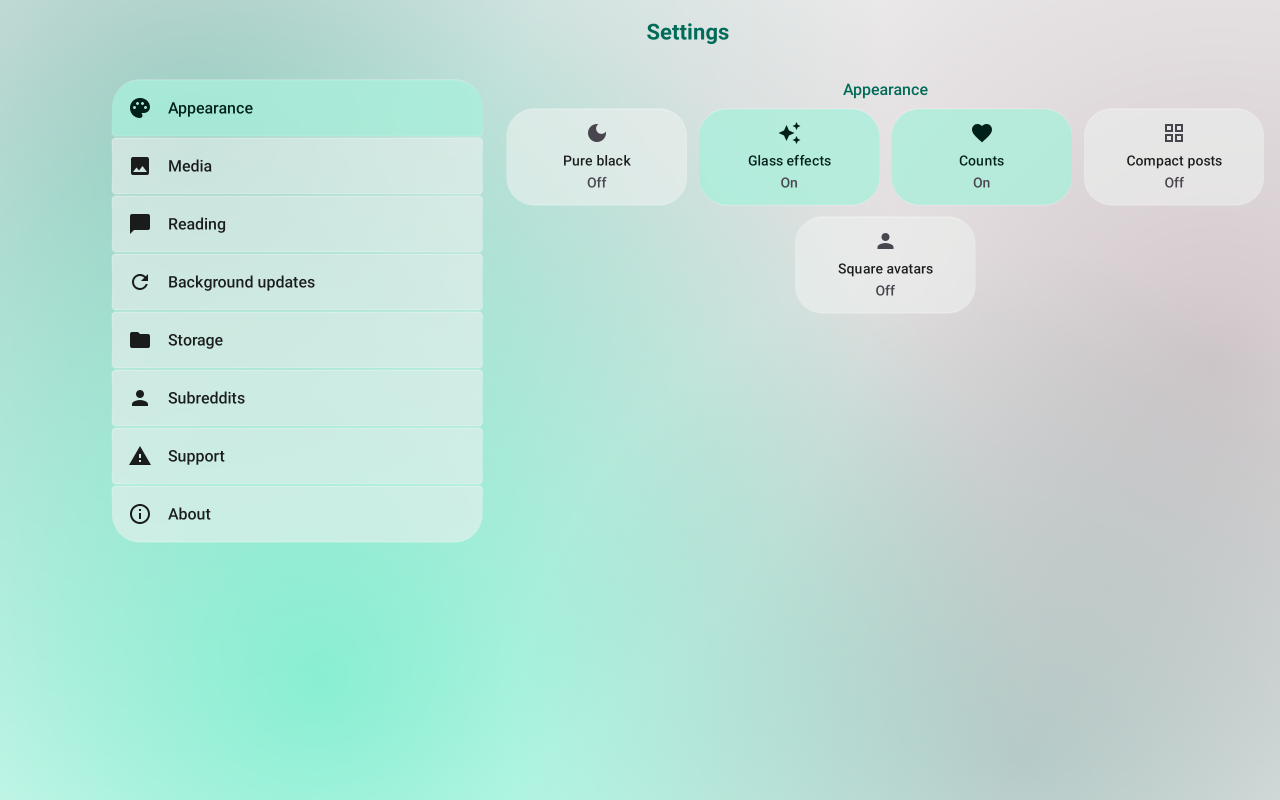 Settings
Appearance
Media
Reading
Background updates
Storage
Subreddits
Support
About
Appearance
Pure black
Off
Glass effects
On
Counts
On
Compact posts
Off
Square avatars
Off